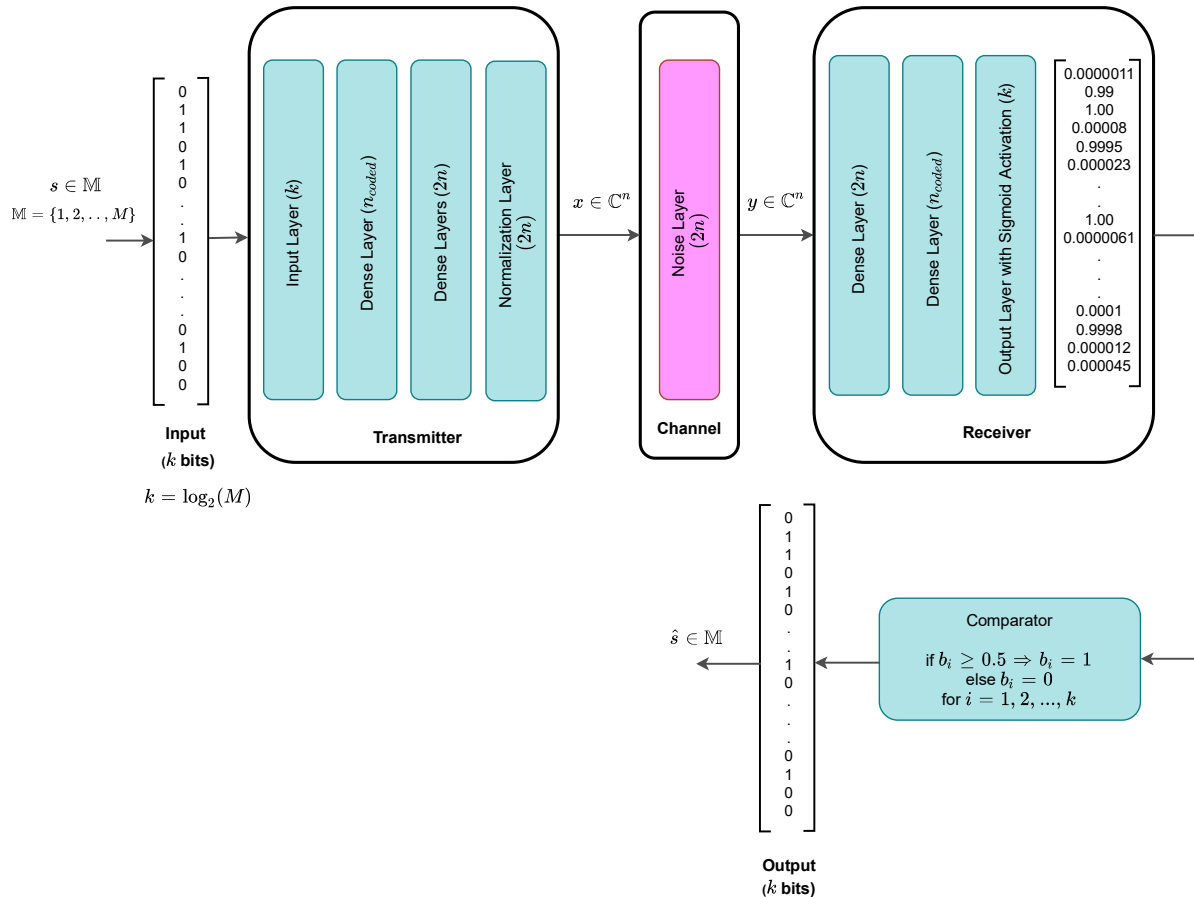 s ∈ 𝕄
𝕄 = {1, 2, . . , M}
0
1
1
0
1
0
.
.
1
0
.
.
.
0
1
0
0
Input
(k bits)
k = log₂(M)
Input Layer (k)
Dense Layer (n_coded)
Dense Layers (2n)
Normalization Layer
(2n)
Transmitter
x ∈ ℂⁿ
Noise Layer
(2n)
Channel
y ∈ ℂⁿ
Dense Layer (2n)
Dense Layer (n_coded)
Output Layer with Sigmoid Activation (k)
0.0000011
0.99
1.00
0.00008
0.9995
0.000023
.
.
1.00
0.0000061
.
.
.
0.0001
0.9998
0.000012
0.000045
Receiver
Comparator
if bᵢ ≥ 0.5 ⇒ bᵢ = 1
else bᵢ = 0
for i = 1, 2, ..., k
0
1
1
0
1
0
.
.
1
0
.
.
.
0
1
0
0
Output
(k bits)
ŝ ∈ 𝕄